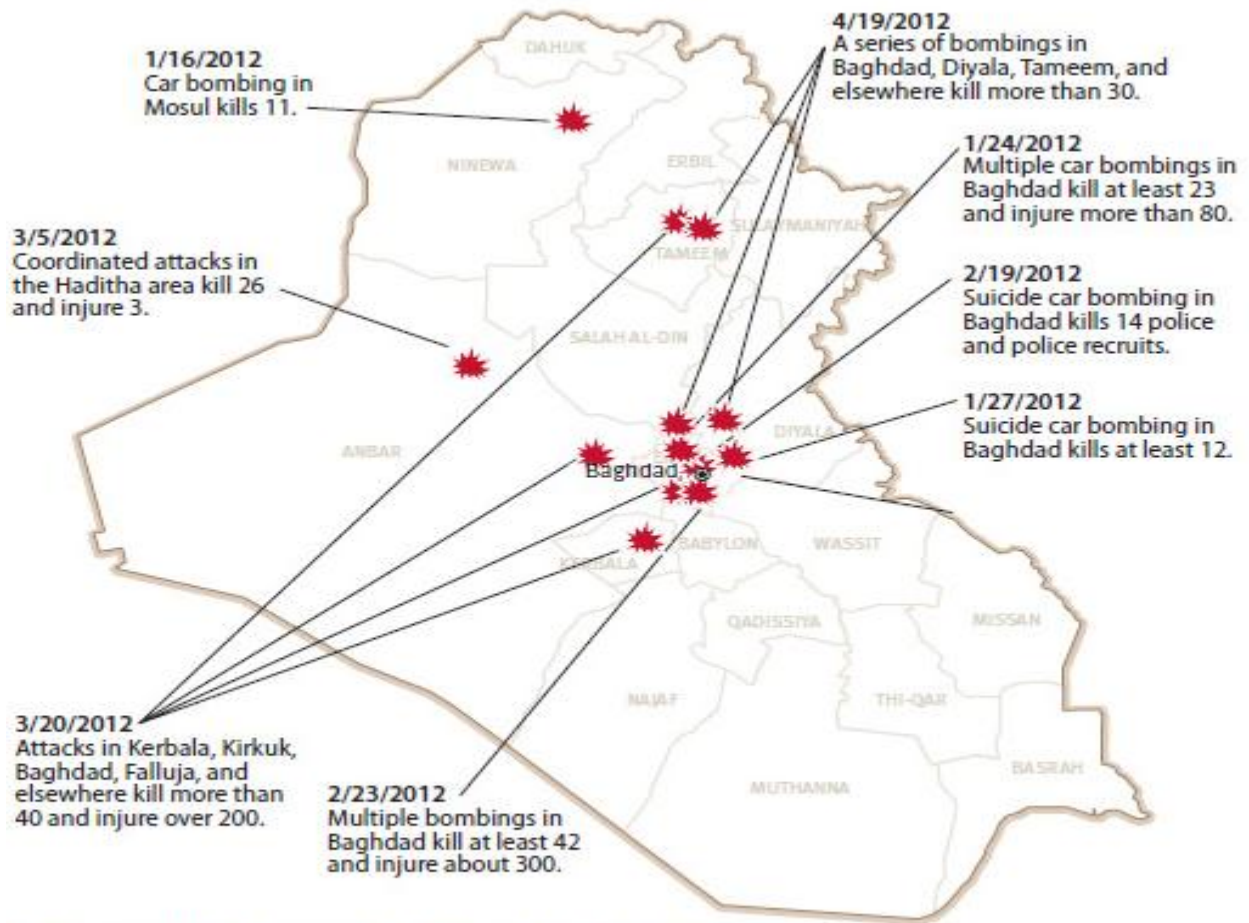 1/16/2012
Car bombing in
Mosul kills 11.
4/19/2012
A series of bombings in
Baghdad, Diyala, Tameem, and
elsewhere kill more than 30.
1/24/2012
Multiple car bombings in
Baghdad kill at least 23
and injure more than 80.
3/5/2012
Coordinated attacks in
the Haditha area kill 26
and injure 3.
2/19/2012
Suicide car bombing in
Baghdad kills 14 police
and police recruits.
1/27/2012
Suicide car bombing in
Baghdad kills at least 12.
3/20/2012
Attacks in Kerbala, Kirkuk,
Baghdad, Falluja, and
elsewhere kill more than
40 and injure over 200.
2/23/2012
Multiple bombings in
Baghdad kill at least 42
and injure about 300.
DAHUK
NINEWA
ERBIL
SULAYMANIYAH
TAMEEM
SALAH AL-DIN
ANBAR
DIYALA
Baghdad
KERBALA
BABYLON
WASSIT
QADISSIYA
MISSAN
NAJAF
THI-QAR
BASRAH
MUTHANNA